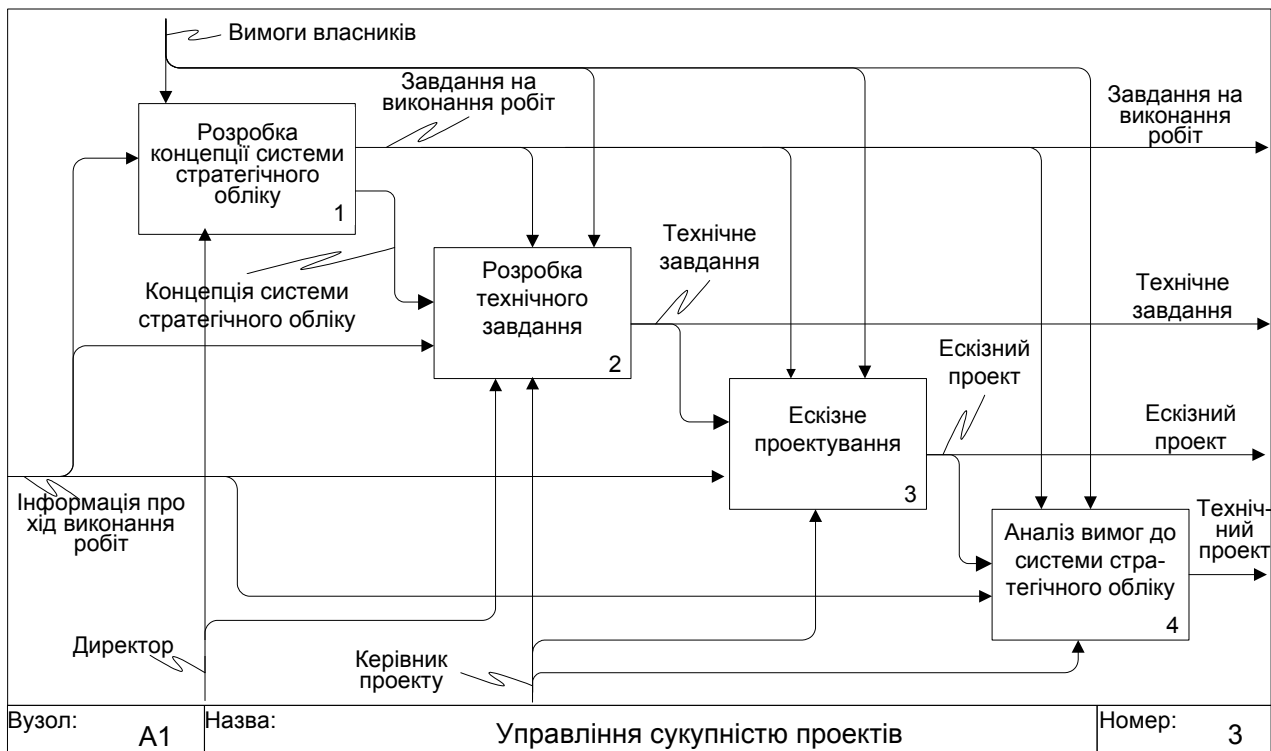 Вимоги власників
Завдання на
виконання робіт
Завдання на
виконання
робіт
Розробка
концепції системи
стратегічного
обліку
1
Концепція системи
стратегічного обліку
Розробка
технічного
завдання
2
Технічне
завдання
Технічне
завдання
Ескізний
проект
Ескізне
проектування
3
Ескізний
проект
Інформація про
хід виконання
робіт
Аналіз вимог до
системи стра-
тегічного обліку
4
Техніч-
ний
проект
Директор
Керівник
проекту
Вузол:
А1
Назва:
Управління сукупністю проектів
Номер:
3